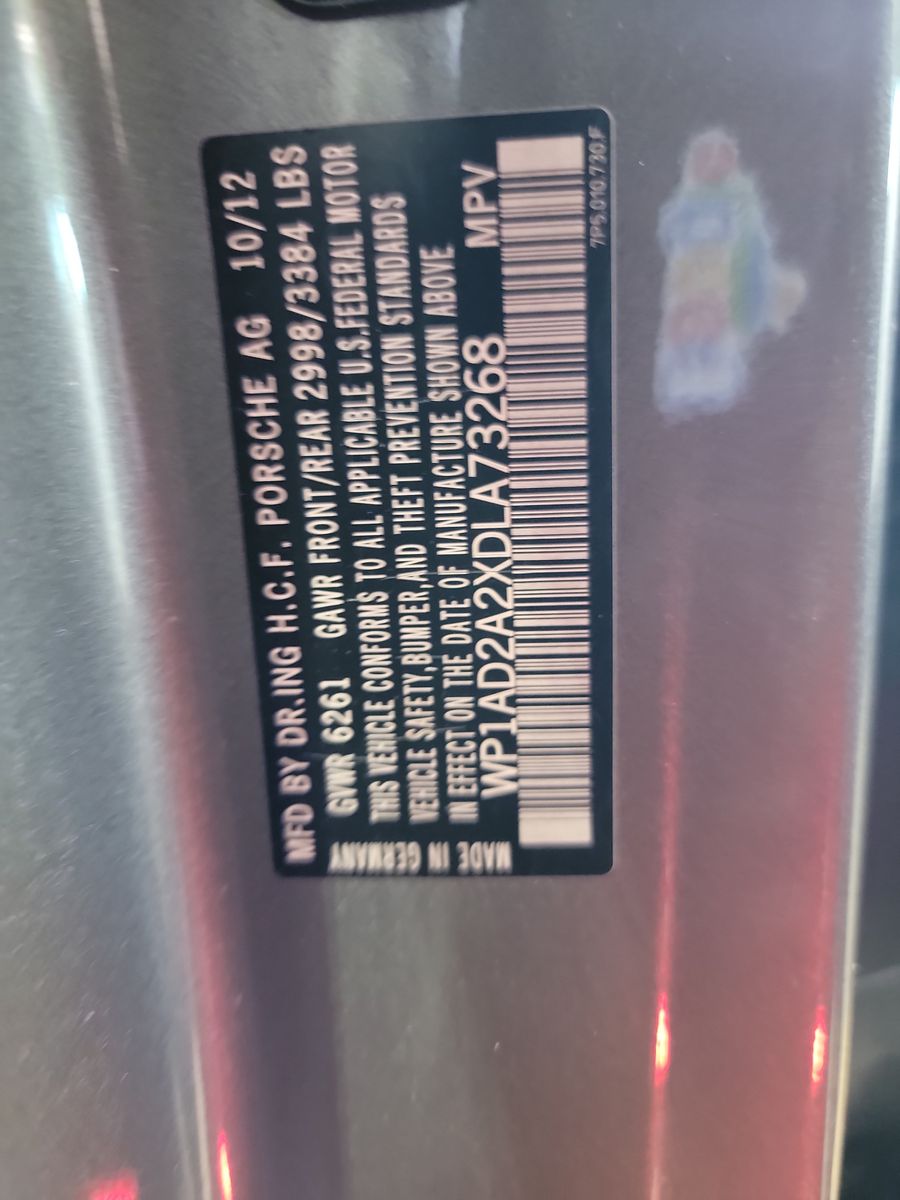 MFD BY DR.ING H.C.F. PORSCHE AG 10/12
GVWR 6261 GAWR FRONT/REAR 2998/3384 LBS
THIS VEHICLE CONFORMS TO ALL APPLICABLE U.S.FEDERAL MOTOR
VEHICLE SAFETY,BUMPER,AND THEFT PREVENTION STANDARDS
IN EFFECT ON THE DATE OF MANUFACTURE SHOWN ABOVE
WP1AD2A2XDLA73268 MPV
7P5.010.730.F
MADE IN GERMANY